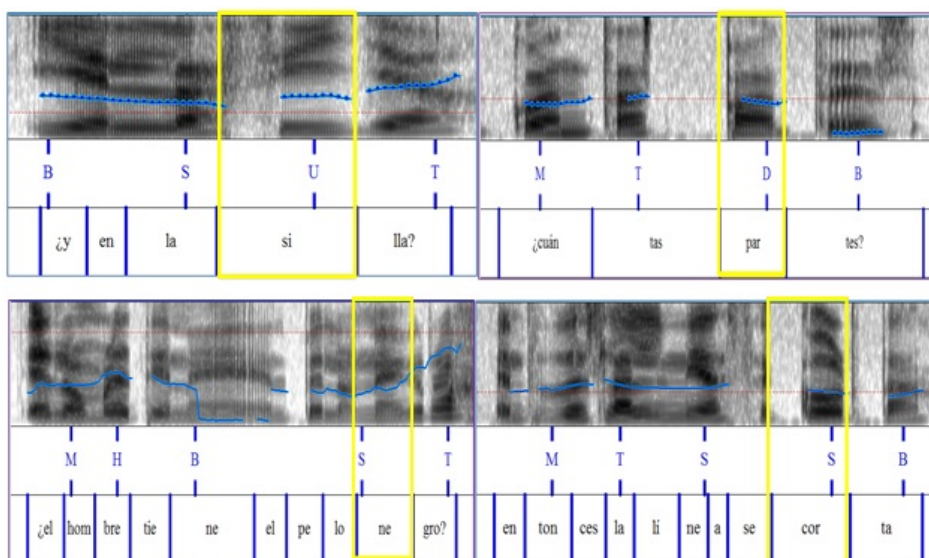 B S U T
¿y en la si lla?
M T D B
¿cuán tas par tes?
M H B S T
¿el hom bre tie ne el pe lo ne gro?
M T S S B
en ton ces la lí ne a se cor ta